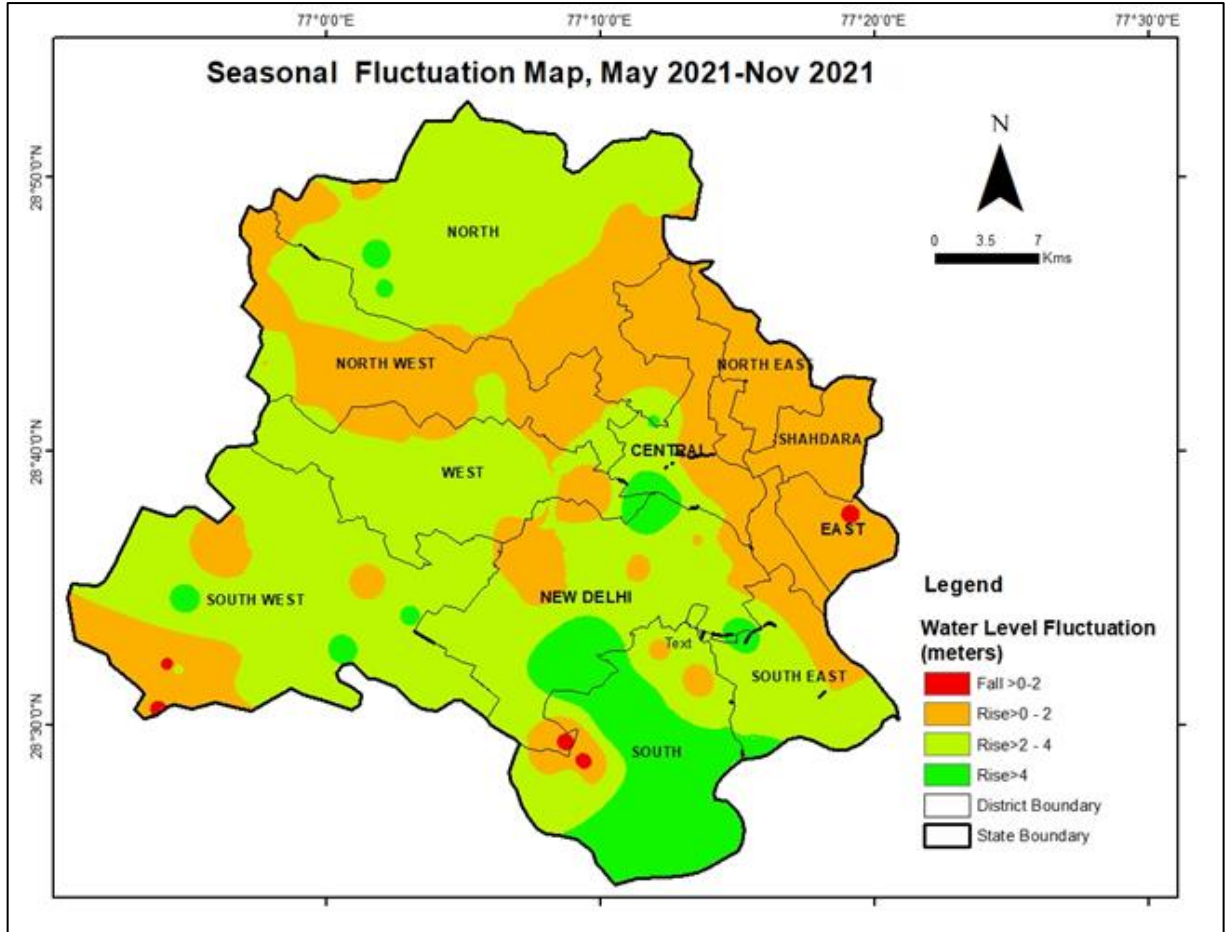 77°0'0"E 77°10'0"E 77°20'0"E 77°30'0"E
Seasonal Fluctuation Map, May 2021-Nov 2021
N
28°50'0"N
0 3.5 7
Kms
NORTH
NORTH WEST
NORTH EAST
28°40'0"N
SHAHDARA
CENTRAL
WEST
EAST
SOUTH WEST
NEW DELHI
Text
SOUTH EAST
28°30'0"N
SOUTH
Legend
Water Level Fluctuation
(meters)
Fall >0-2
Rise>0 - 2
Rise>2 - 4
Rise>4
District Boundary
State Boundary